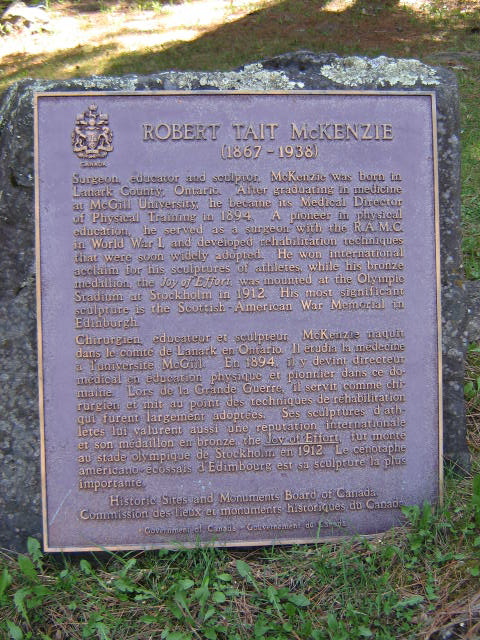 CANADA
ROBERT TAIT McKENZIE
(1867-1938)
Surgeon, educator and sculptor, McKenzie was born in
Lanark County, Ontario. After graduating in medicine
at McGill University, he became its Medical Director
of Physical Training in 1894. A pioneer in physical
education, he served as a surgeon with the R.A.M.C.
in World War I, and developed rehabilitation techniques
that were soon widely adopted. He won international
acclaim for his sculptures of athletes, while his bronze
medallion, the Joy of Effort, was mounted at the Olympic
Stadium at Stockholm in 1912. His most significant
sculpture is the Scottish-American War Memorial in
Edinburgh.
Chirurgien, éducateur et sculpteur, McKenzie naquit
dans le comté de Lanark en Ontario. Il étudia la médecine
à l'université McGill. En 1894, il y devint directeur
médical en éducation physique et pionnier dans ce do-
maine. Lors de la Grande Guerre, il servit comme chi-
rurgien et mit au point des techniques de réhabilitation
qui furent largement adoptées. Ses sculptures d'ath-
lètes lui valurent aussi une réputation internationale
et son médaillon en bronze, the Joy of Effort, fut monté
au stade olympique de Stockholm en 1912. Le cénotaphe
américano-écossais d'Édimbourg est sa sculpture la plus
importante.
Historic Sites and Monuments Board of Canada
Commission des lieux et monuments historiques du Canada
Government of Canada - Gouvernement du Canada